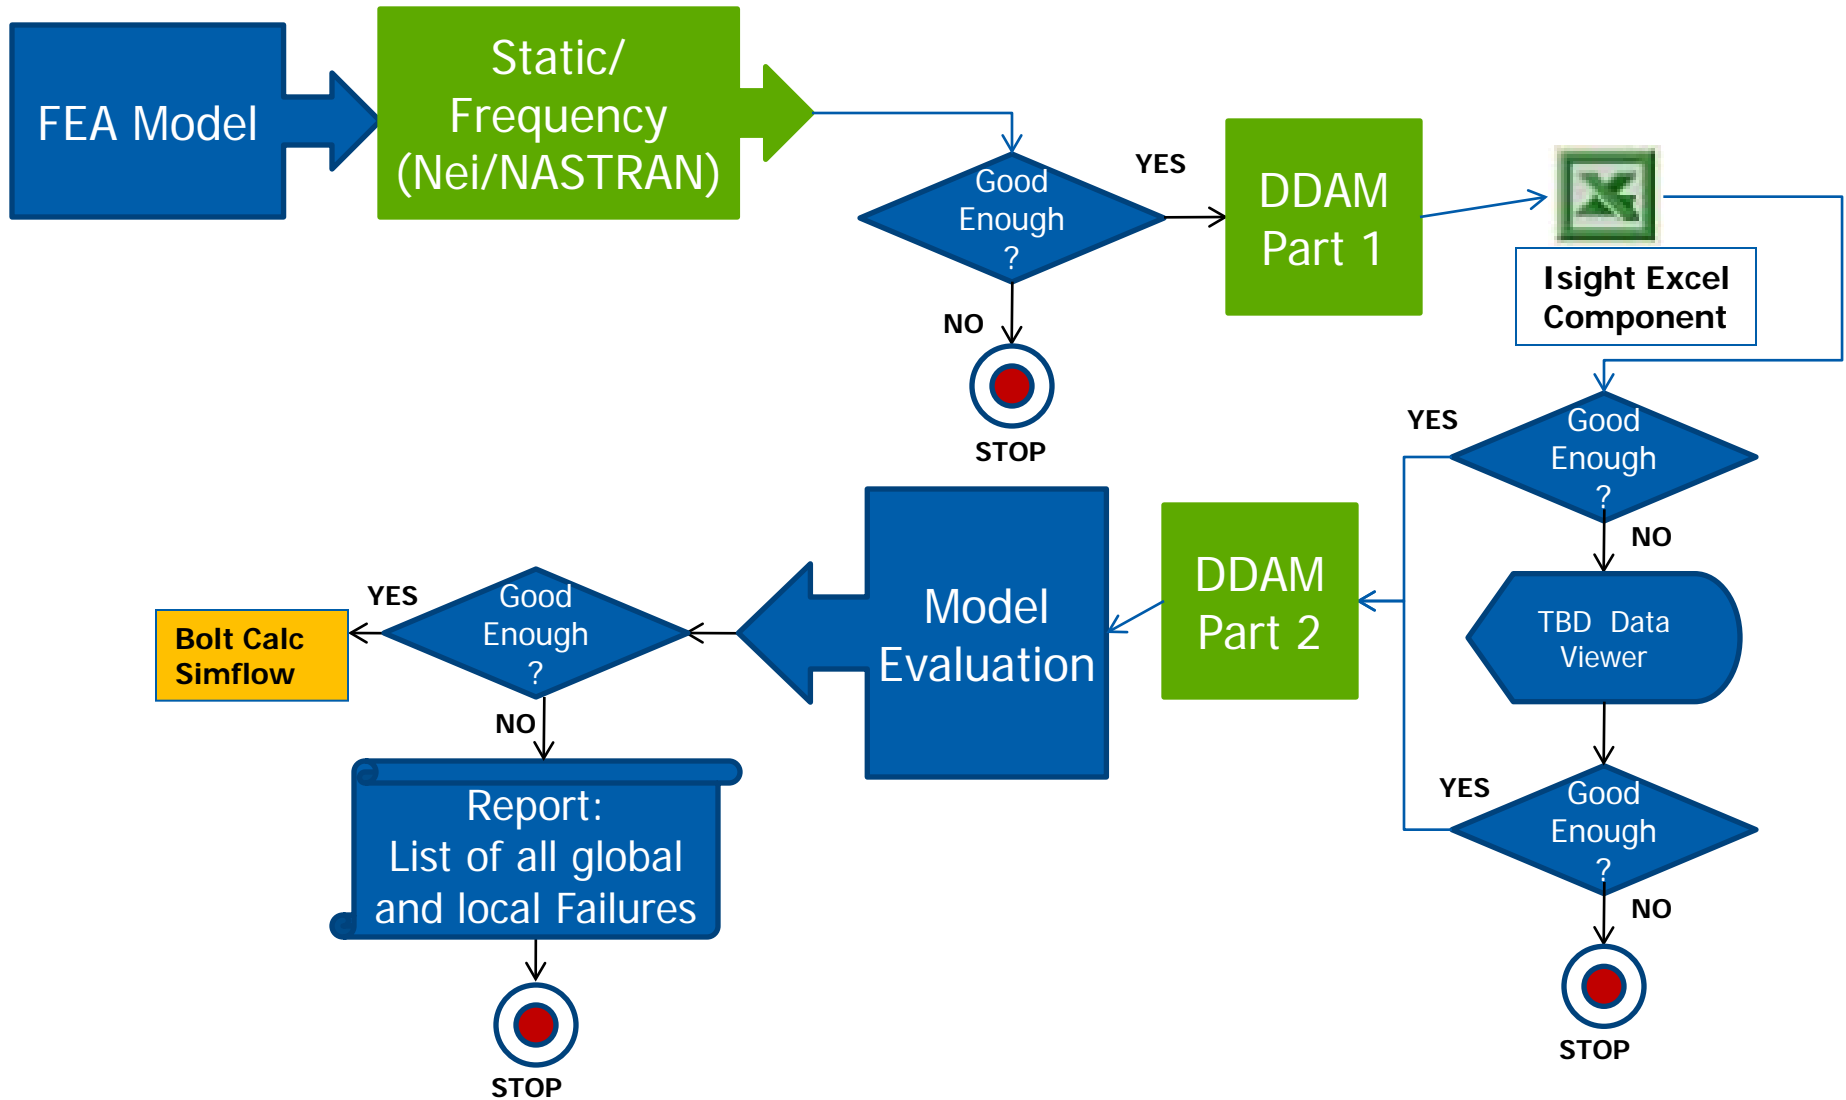 FEA Model
Static/
Frequency
(Nei/NASTRAN)
Good
Enough
?
YES
NO
STOP
DDAM
Part 1
Isight Excel
Component
Good
Enough
?
YES
NO
TBD Data
Viewer
Good
Enough
?
YES
NO
STOP
DDAM
Part 2
Model
Evaluation
Good
Enough
?
YES
NO
Bolt Calc
Simflow
Report:
List of all global
and local Failures
STOP